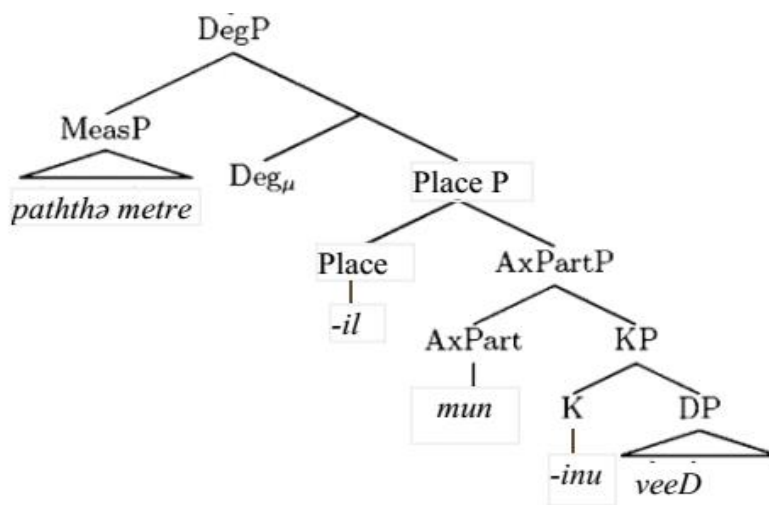 DegP
MeasP
Degμ
Place P
paththə metre
Place
AxPartP
-il
AxPart
KP
mun
K
DP
-inu
veeD